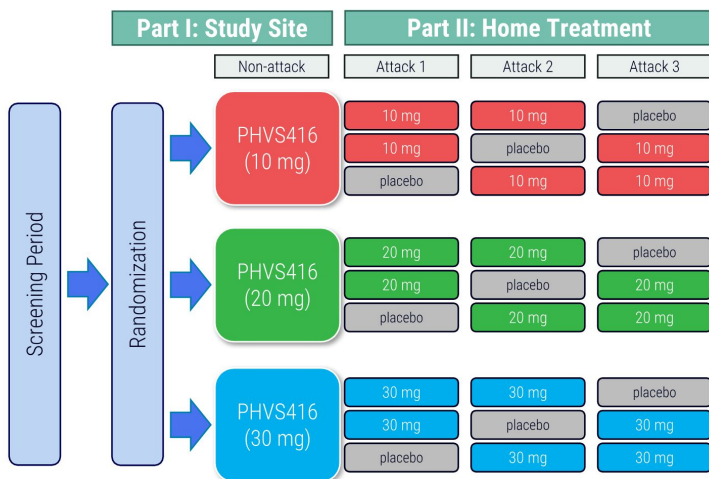 Part I: Study Site
Part II: Home Treatment
Non-attack
Attack 1
Attack 2
Attack 3
Screening Period
Randomization
PHVS416
(10 mg)
10 mg
10 mg
placebo
10 mg
placebo
10 mg
placebo
10 mg
10 mg
PHVS416
(20 mg)
20 mg
20 mg
placebo
20 mg
placebo
20 mg
placebo
20 mg
20 mg
PHVS416
(30 mg)
30 mg
30 mg
placebo
30 mg
placebo
30 mg
placebo
30 mg
30 mg